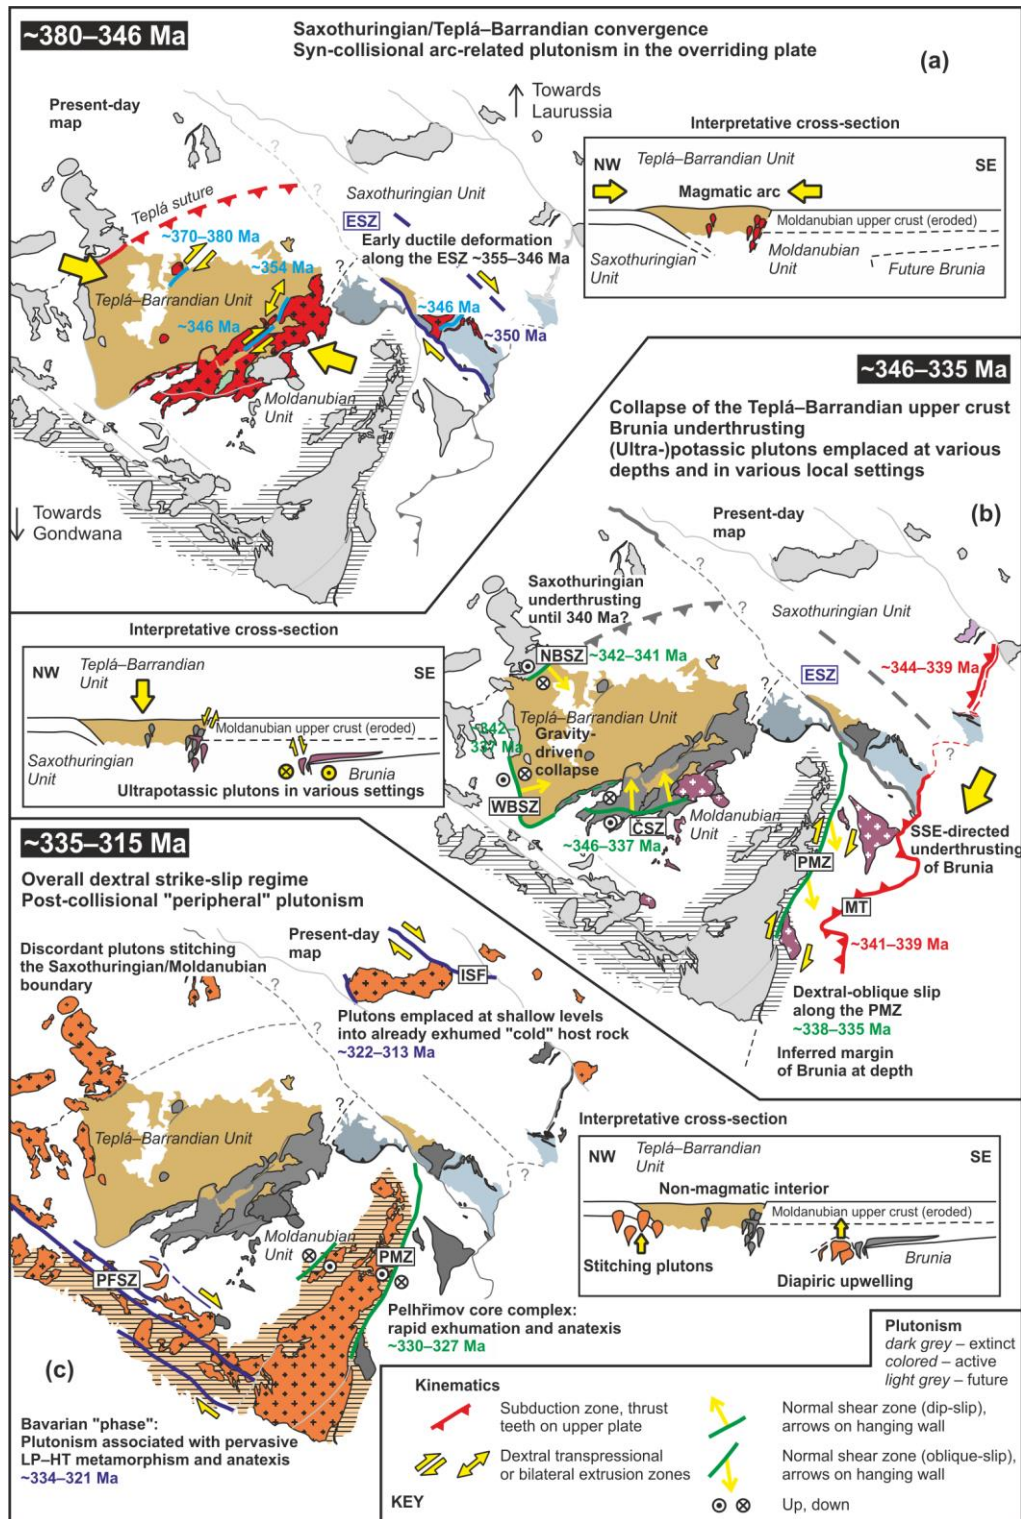 ~380–346 Ma
Saxothuringian/Teplá–Barrandian convergence
Syn-collisional arc-related plutonism in the overriding plate
(a)
Present-day
map
Towards
Laurussia
?
?
Teplá suture
Saxothuringian Unit
ESZ
Early ductile deformation
along the ESZ ~355–346 Ma
~370–380 Ma
~354 Ma
?
Teplá–Barrandian Unit
~346 Ma
~346 Ma
~350 Ma
?
Moldanubian
Unit
Towards
Gondwana
Interpretative cross-section
NW
Teplá–Barrandian Unit
SE
Magmatic arc
Moldanubian upper crust (eroded)
Saxothuringian
Unit
Moldanubian
Unit
Future Brunia
~346–335 Ma
Collapse of the Teplá–Barrandian upper crust
Brunia underthrusting
(Ultra-)potassic plutons emplaced at various
depths and in various local settings
(b)
Present-day
map
?
Saxothuringian
underthrusting
until 340 Ma?
?
Saxothuringian Unit
NBSZ
~342–341 Ma
ESZ
~344–339 Ma
?
~342–
337 Ma
Teplá–Barrandian Unit
Gravity-
driven
collapse
?
WBSZ
ČSZ
Moldanubian
Unit
~346–337 Ma
PMZ
SSE-directed
underthrusting
of Brunia
MT
~341–339 Ma
Dextral-oblique slip
along the PMZ
~338–335 Ma
Inferred margin
of Brunia at depth
Interpretative cross-section
NW
Teplá–Barrandian
Unit
SE
Moldanubian upper crust (eroded)
Saxothuringian
Unit
Brunia
Ultrapotassic plutons in various settings
~335–315 Ma
Overall dextral strike-slip regime
Post-collisional "peripheral" plutonism
Present-day
map
Discordant plutons stitching
the Saxothuringian/Moldanubian
boundary
ISF
?
Plutons emplaced at shallow levels
into already exhumed "cold" host rock
~322–313 Ma
?
Teplá–Barrandian Unit
?
Moldanubian
Unit
PMZ
PFSZ
Pelhřimov core complex:
rapid exhumation and anatexis
~330–327 Ma
(c)
Bavarian "phase":
Plutonism associated with pervasive
LP–HT metamorphism and anatexis
~334–321 Ma
Interpretative cross-section
NW
Teplá–Barrandian
Unit
SE
Non-magmatic interior
Moldanubian upper crust (eroded)
Brunia
Stitching plutons
Diapiric upwelling
Plutonism
dark grey – extinct
colored – active
light grey – future
Kinematics
Subduction zone, thrust
teeth on upper plate
Dextral transpressional
or bilateral extrusion zones
Normal shear zone (dip-slip),
arrows on hanging wall
Normal shear zone (oblique-slip),
arrows on hanging wall
Up, down
KEY